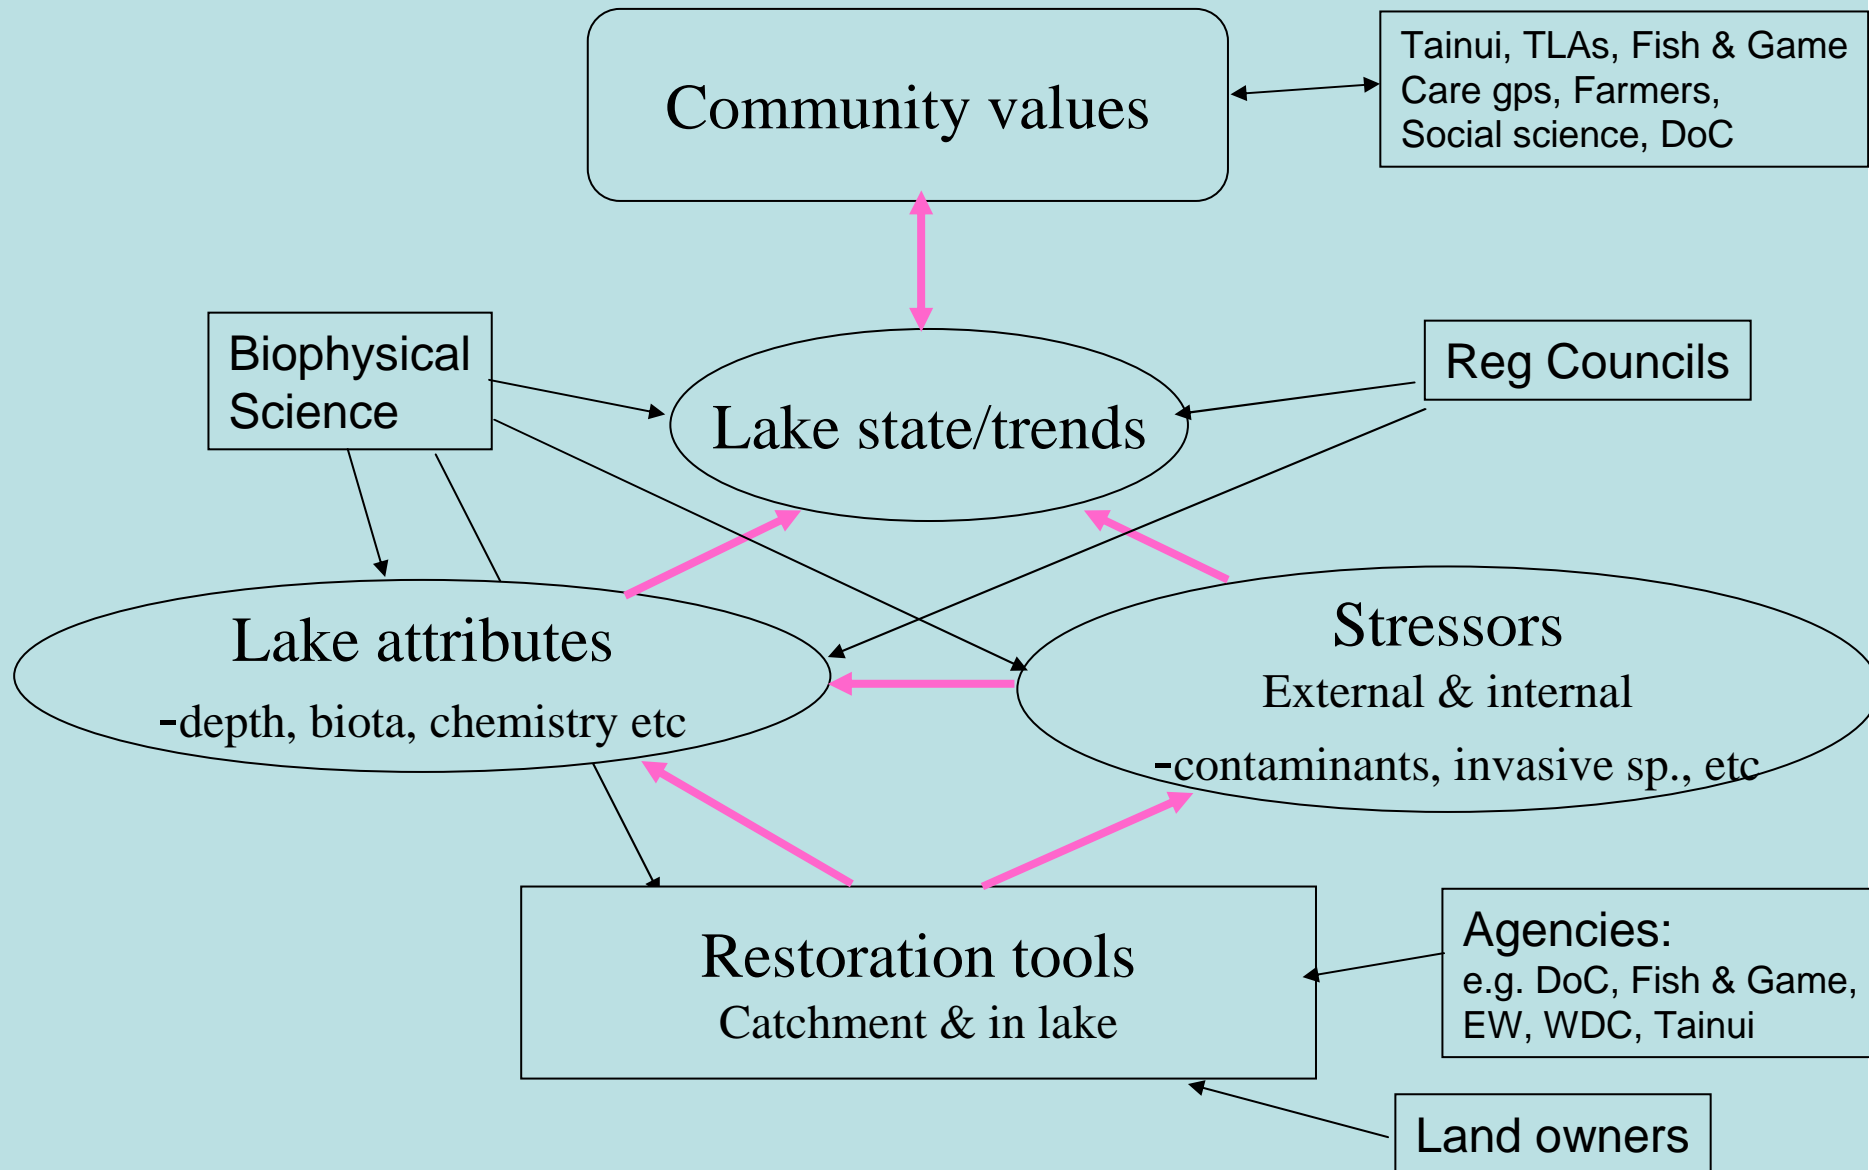 Community values
Tainui, TLAs, Fish & Game
Care gps, Farmers,
Social science, DoC
Biophysical
Science
Reg Councils
Lake state/trends
Lake attributes
-depth, biota, chemistry etc
Stressors
External & internal
-contaminants, invasive sp., etc
Restoration tools
Catchment & in lake
Agencies:
e.g. DoC, Fish & Game,
EW, WDC, Tainui
Land owners